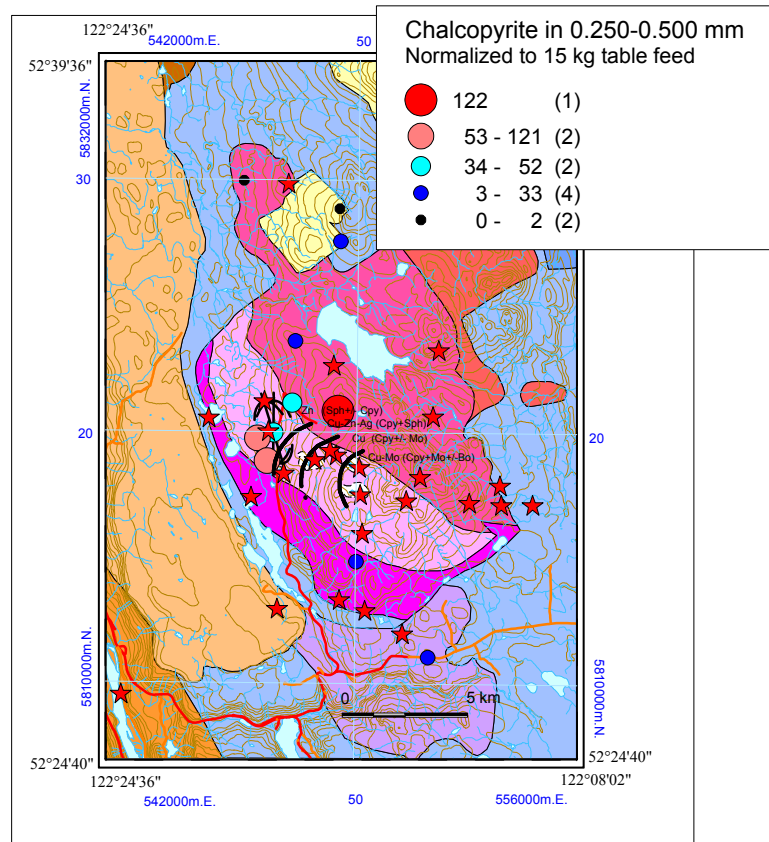 Chalcopyrite in 0.250-0.500 mm
Normalized to 15 kg table feed
122 (1)
53 - 121 (2)
34 - 52 (2)
3 - 33 (4)
0 - 2 (2)
122°24'36"
542000m.E.
50
52°39'36"
5832000m.N.
30
Zn (Sph+/- Cpy)
Cu-Zn-Ag (Cpy+Sph)
Cu (Cpy+/- Mo)
Cu-Mo (Cpy+Mo+/-Bo)
20
20
5810000m.N.
5810000m.N.
0
5 km
52°24'40"
52°24'40"
122°24'36"
122°08'02"
542000m.E.
50
556000m.E.